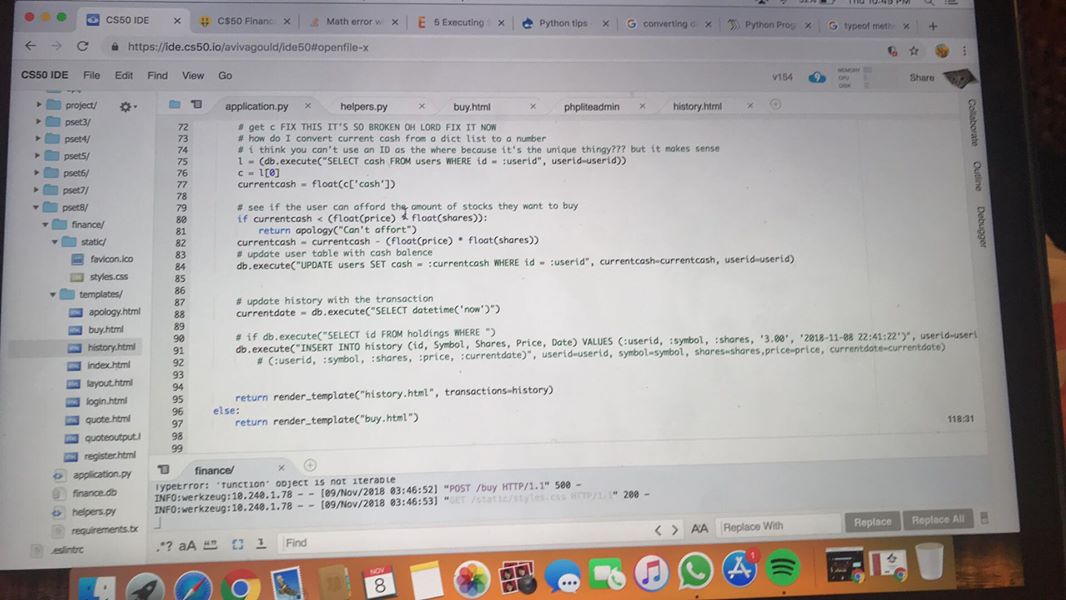 Thu 10:45 PM
CS50 IDE
C$50 Financ
Math error w
5 Executing
Python tips
converting d
Python Prog
typeof meth
https://ide.cs50.io/avivagould/ide50#openfile-x
CS50 IDE File Edit Find View Go
v154
MEMORY
CPU
DISK
Share
project/
pset3/
pset4/
pset5/
pset6/
pset7/
pset8/
finance/
static/
favicon.ico
styles.css
templates/
apology.html
buy.html
history.html
index.html
layout.html
login.html
quote.html
quoteoutput.l
register.html
application.py
finance.db
helpers.py
requirements.tx
.eslintrc
application.py
helpers.py
buy.html
phpliteadmin
history.html
72 # get c FIX THIS IT'S SO BROKEN OH LORD FIX IT NOW
73 # how do I convert current cash from a dict list to a number
74 # i think you can't use an ID as the where because it's the unique thingy??? but it makes sense
75 l = (db.execute("SELECT cash FROM users WHERE id = :userid", userid=userid))
76 c = l[0]
77 currentcash = float(c['cash'])
78
79 # see if the user can afford the amount of stocks they want to buy
80 if currentcash < (float(price) * float(shares)):
81 return apology("Can't affort")
82 currentcash = currentcash - (float(price) * float(shares))
83 # update user table with cash balence
84 db.execute("UPDATE users SET cash = :currentcash WHERE id = :userid", currentcash=currentcash, userid=userid)
85
86
87 # update history with the transaction
88 currentdate = db.execute("SELECT datetime('now')")
89
90 # if db.execute("SELECT id FROM holdings WHERE ")
91 db.execute("INSERT INTO history (id, Symbol, Shares, Price, Date) VALUES (:userid, :symbol, :shares, '3.00', '2018-11-08 22:41:22')", userid=useri
92 # (:userid, :symbol, :shares, :price, :currentdate)", userid=userid, symbol=symbol, shares=shares,price=price, currentdate=currentdate)
93
94
95 return render_template("history.html", transactions=history)
96 else:
97 return render_template("buy.html")
98
99
118:31
Collaborate
Outline
Debugger
finance/
TypeError: 'function' object is not iterable
INFO:werkzeug:10.240.1.78 - - [09/Nov/2018 03:46:52] "POST /buy HTTP/1.1" 500 -
INFO:werkzeug:10.240.1.78 - - [09/Nov/2018 03:46:53] "GET /static/styles.css HTTP/1.1" 200 -
.*? aA
Find
AA
Replace With
Replace
Replace All
NOV
8
1